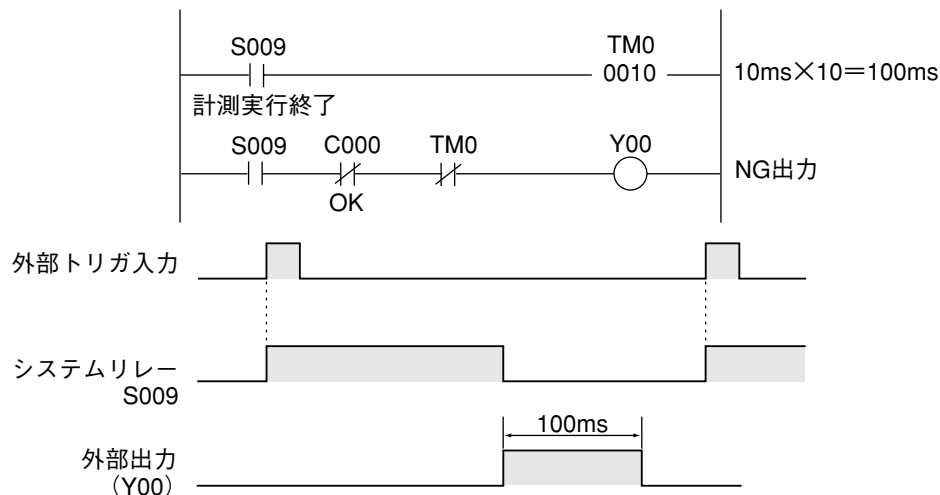 S009
TM0
0010
10ms×10=100ms
計測実行終了
S009 C000 TM0 Y00
NG出力
OK
外部トリガ入力
システムリレー
S009
100ms
外部出力
(Y00)